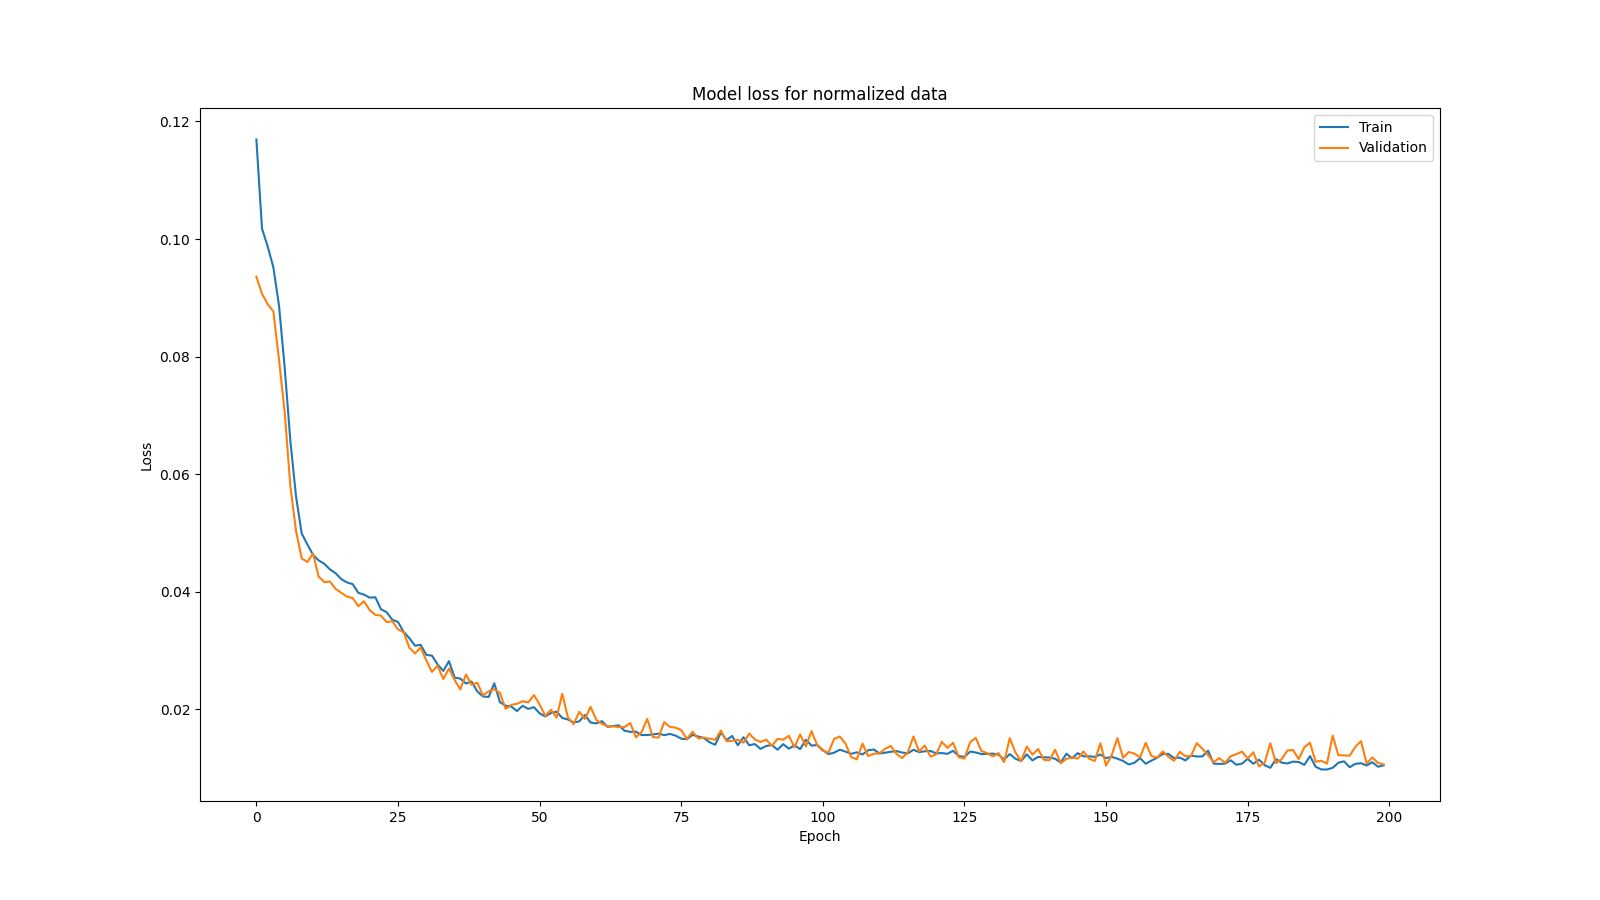 Model loss for normalized data
Train
Validation
0.12
0.10
0.08
0.06
0.04
0.02
Loss
0 25 50 75 100 125 150 175 200
Epoch